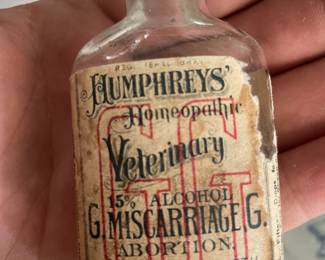 HUMPHREYS'
Homeopathic
Veterinary
15% ALCOHOL
G. MISCARRIAGE G.
ABORTION.